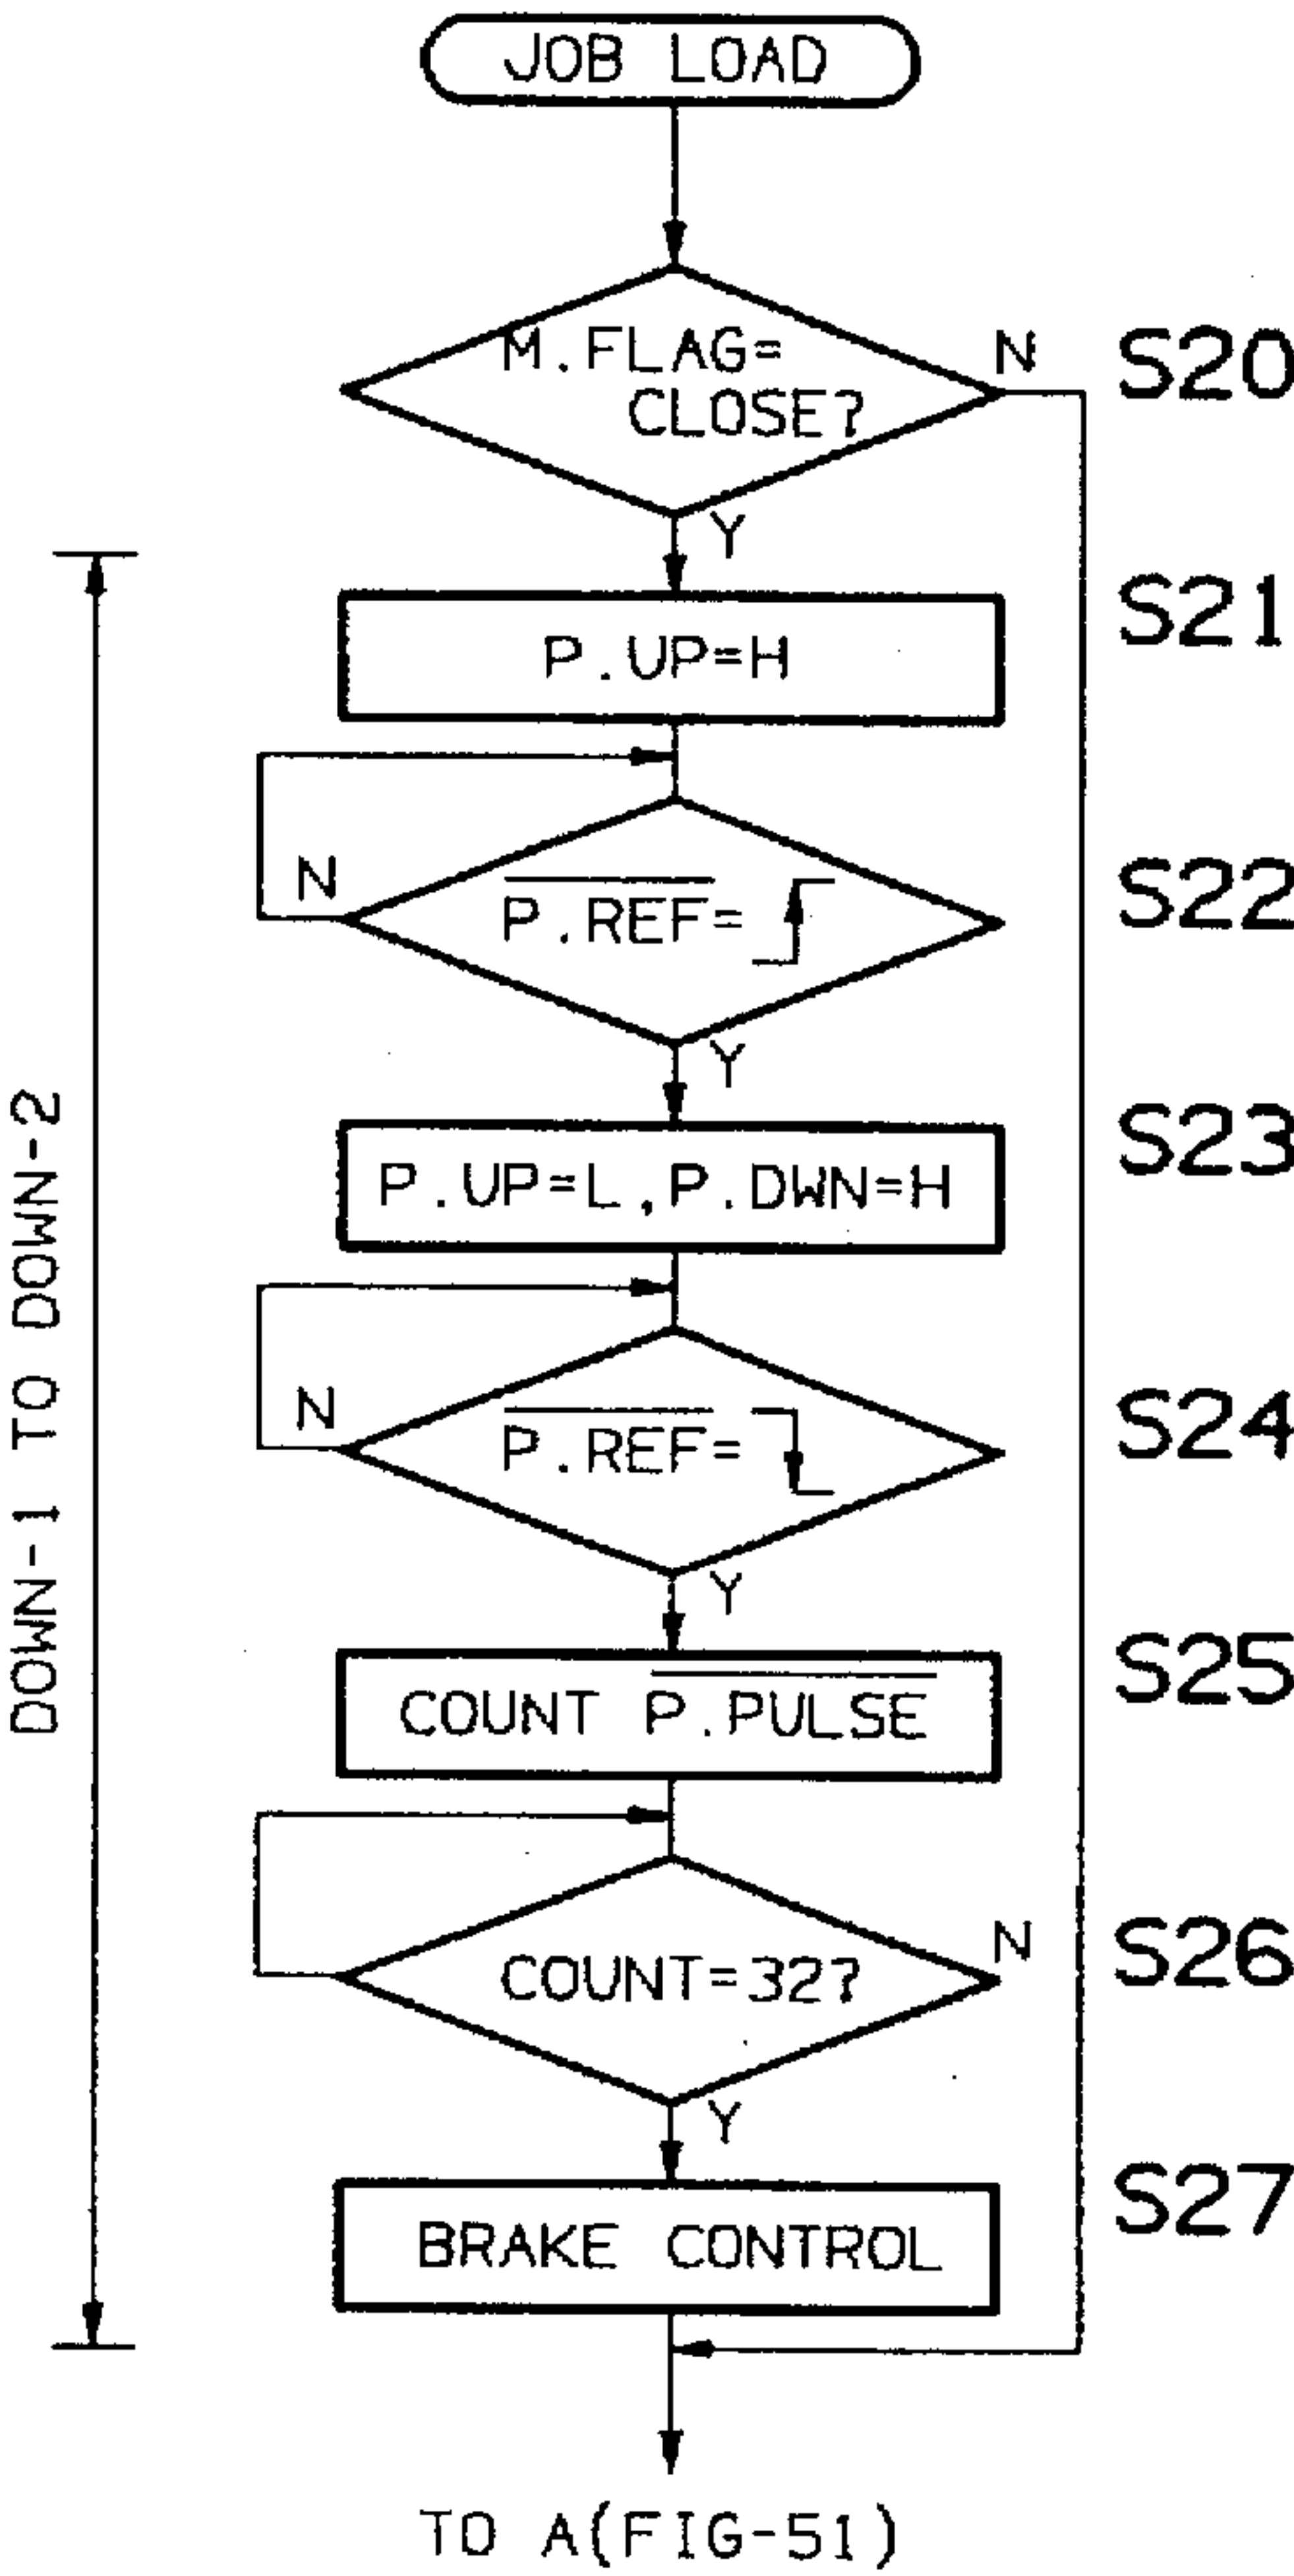 JOB LOAD
M.FLAG=
CLOSE?
N
S20
Y
S21
P.UP=H
N
P.REF=
S22
Y
S23
P.UP=L,P.DWN=H
DOWN-1 TO DOWN-2
N
P.REF=
S24
Y
S25
COUNT P.PULSE
COUNT=32?
N
S26
Y
S27
BRAKE CONTROL
TO A(FIG-51)